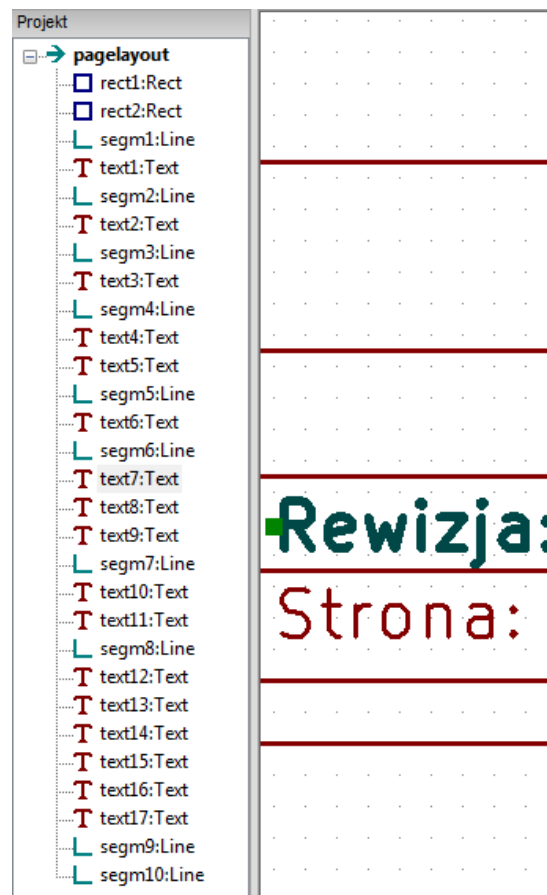 Projekt
pagelayout
rect1:Rect
rect2:Rect
segm1:Line
text1:Text
segm2:Line
text2:Text
segm3:Line
text3:Text
segm4:Line
text4:Text
text5:Text
segm5:Line
text6:Text
segm6:Line
text7:Text
text8:Text
text9:Text
segm7:Line
text10:Text
text11:Text
segm8:Line
text12:Text
text13:Text
text14:Text
text15:Text
text16:Text
text17:Text
segm9:Line
segm10:Line
Rewizja:
Strona: